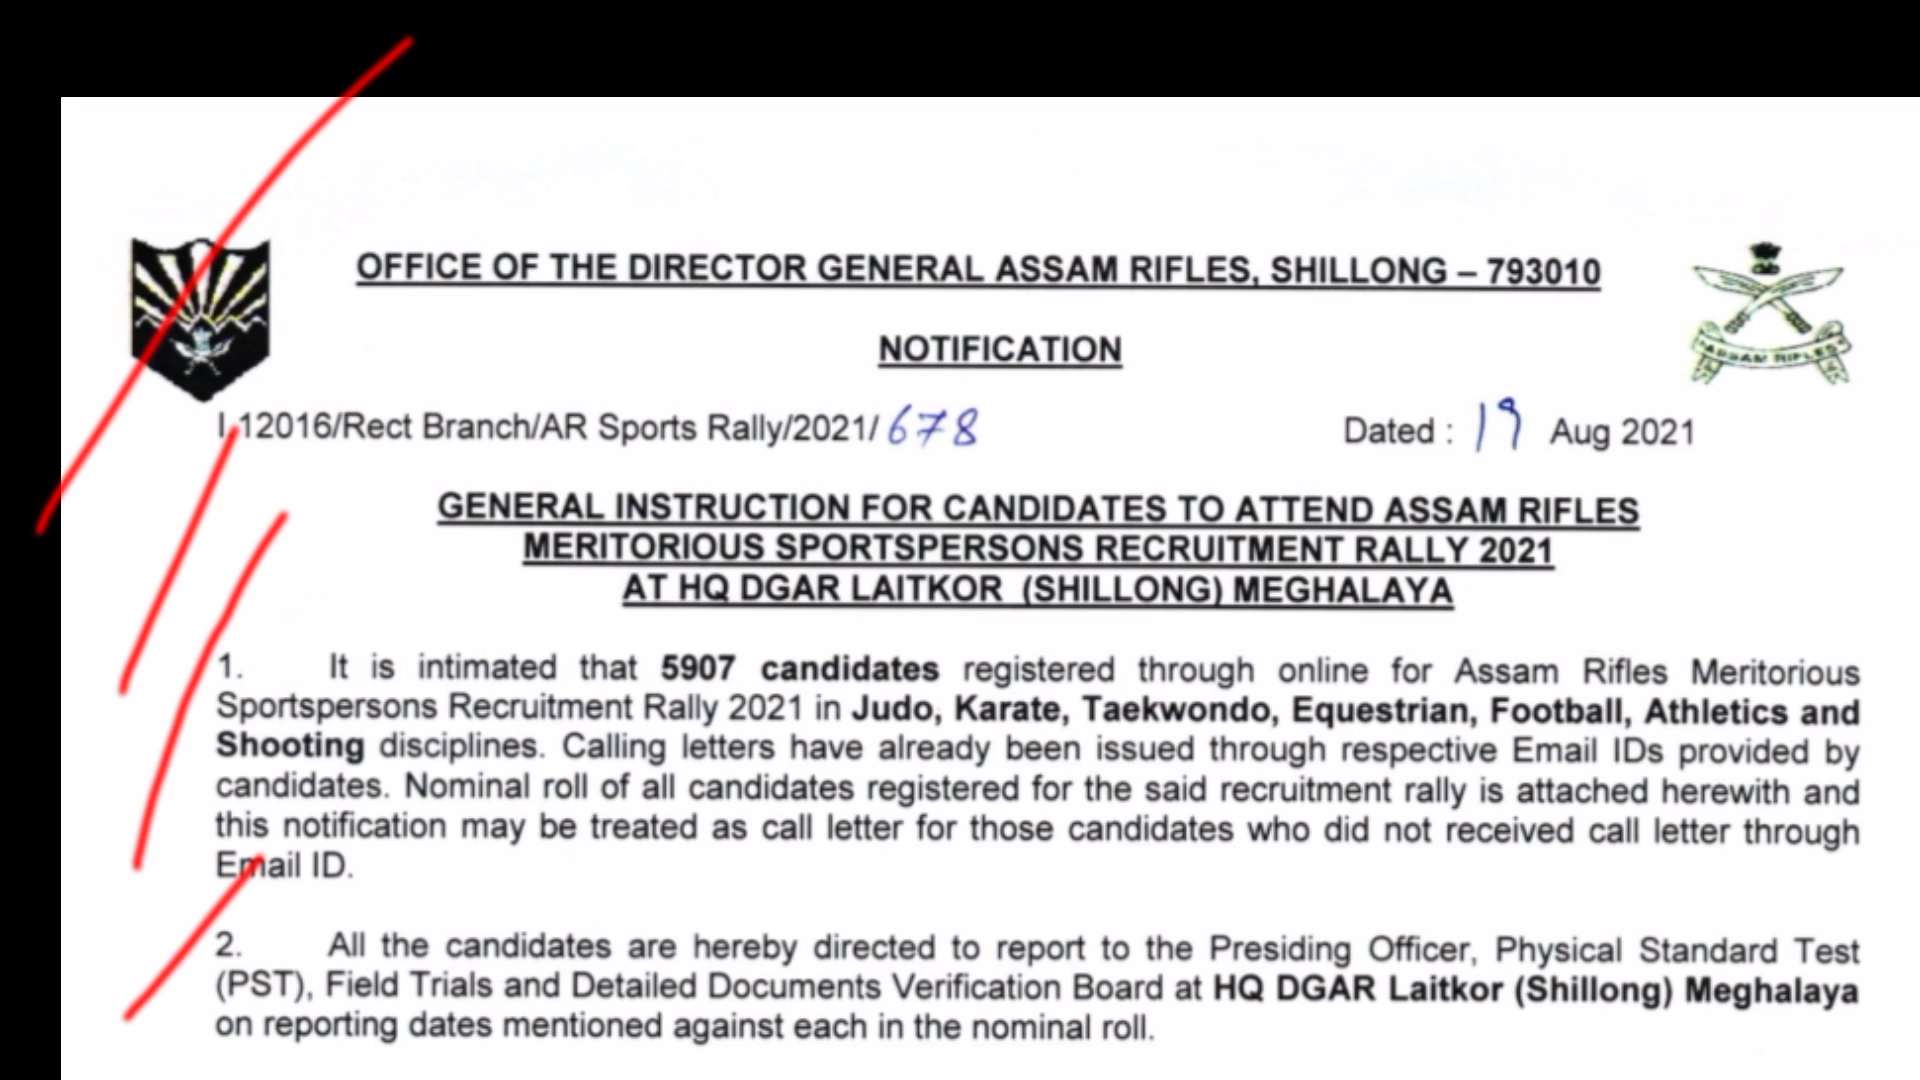 OFFICE OF THE DIRECTOR GENERAL ASSAM RIFLES, SHILLONG – 793010
NOTIFICATION
I.12016/Rect Branch/AR Sports Rally/2021/ 678 Dated : 19 Aug 2021
GENERAL INSTRUCTION FOR CANDIDATES TO ATTEND ASSAM RIFLES
MERITORIOUS SPORTSPERSONS RECRUITMENT RALLY 2021
AT HQ DGAR LAITKOR (SHILLONG) MEGHALAYA
ASSAM RIFLES
1. It is intimated that 5907 candidates registered through online for Assam Rifles Meritorious
Sportspersons Recruitment Rally 2021 in Judo, Karate, Taekwondo, Equestrian, Football, Athletics and
Shooting disciplines. Calling letters have already been issued through respective Email IDs provided by
candidates. Nominal roll of all candidates registered for the said recruitment rally is attached herewith and
this notification may be treated as call letter for those candidates who did not received call letter through
Email ID.
2. All the candidates are hereby directed to report to the Presiding Officer, Physical Standard Test
(PST), Field Trials and Detailed Documents Verification Board at HQ DGAR Laitkor (Shillong) Meghalaya
on reporting dates mentioned against each in the nominal roll.